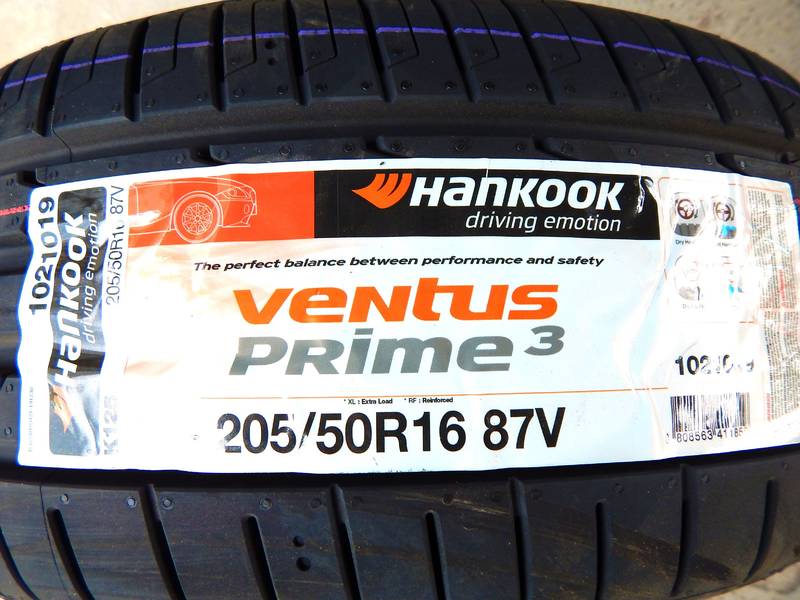 HANKOOK
driving emotion
The perfect balance between performance and safety
VENTUS
PRIME3
* XL : Extra Load * RF : Reinforced
205/50R16 87V
1021019
HANKOOK
driving emotion
205/50R16 87V
K125
1021019